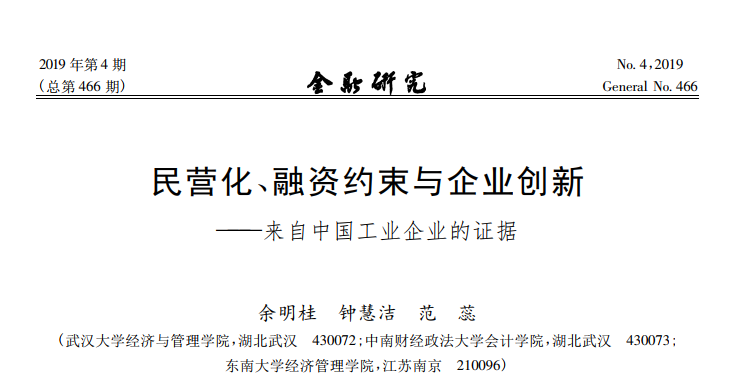 2019 年第 4 期
No. 4,2019
(总第 466 期)
金融研究
General No. 466
民营化、融资约束与企业创新
——来自中国工业企业的证据
余明桂 钟慧洁 范 蕊
(武汉大学经济与管理学院,湖北武汉 430072;中南财经政法大学会计学院,湖北武汉 430073;
东南大学经济管理学院,江苏南京 210096)